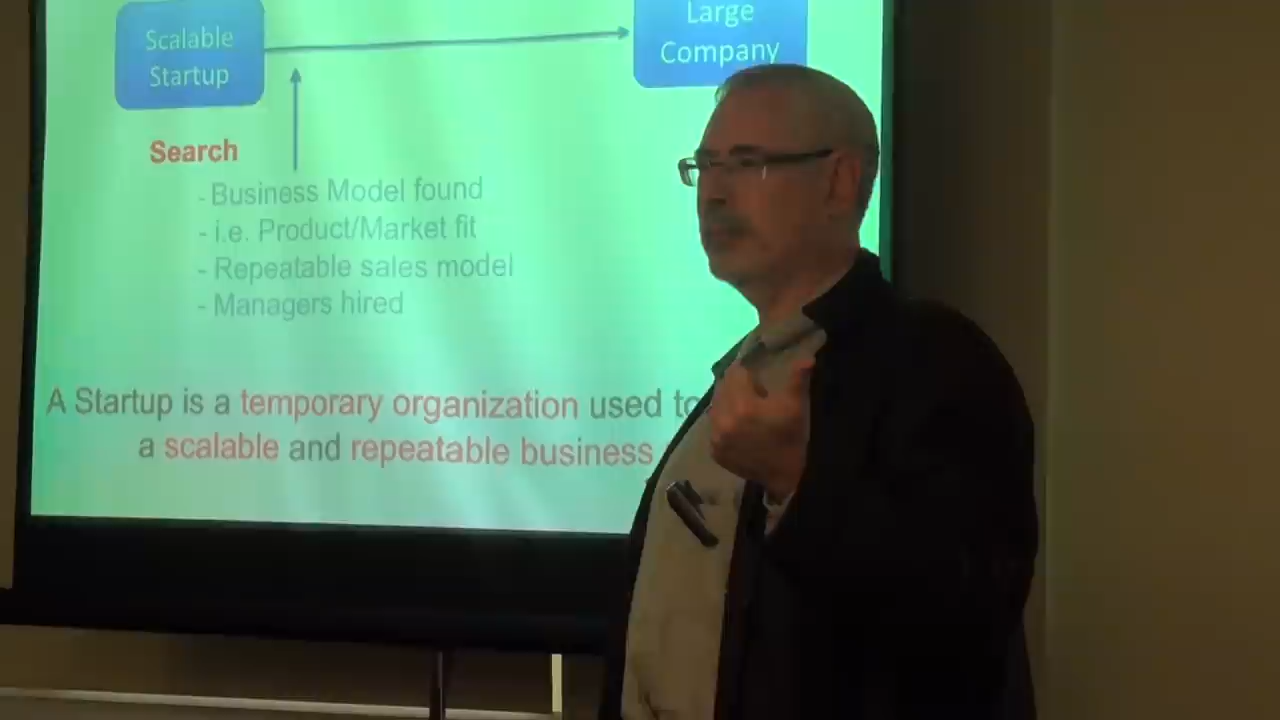 Scalable
Startup
Large
Company
Search
- Business Model found
- i.e. Product/Market fit
- Repeatable sales model
- Managers hired
A Startup is a temporary organization used to
a scalable and repeatable business